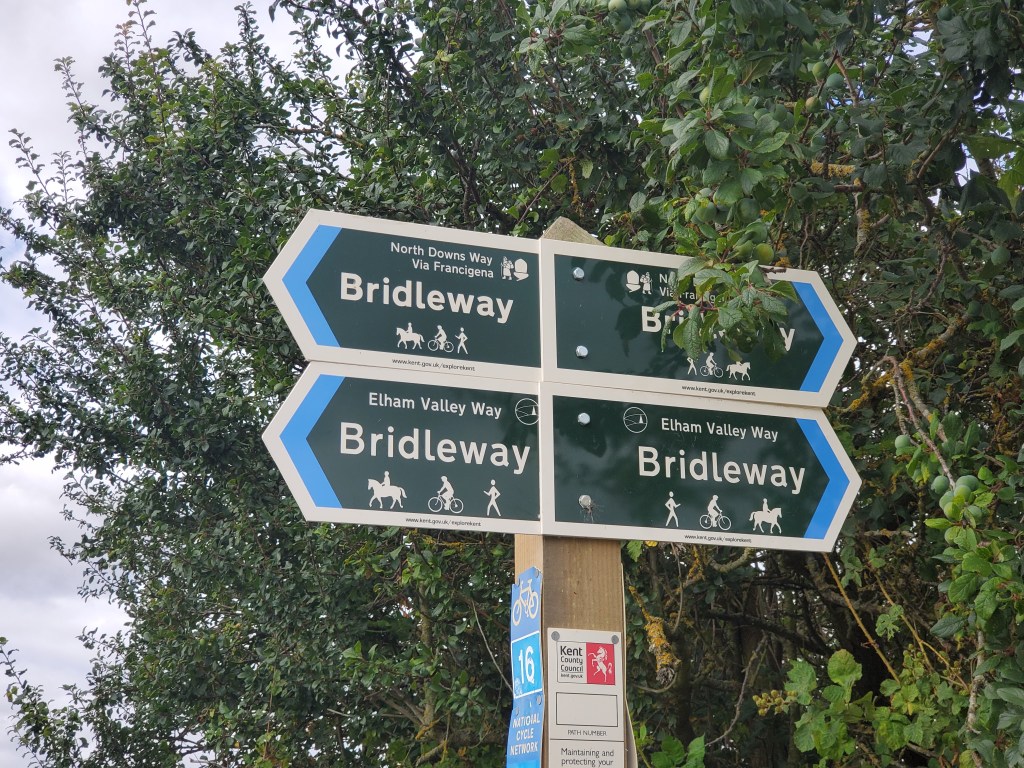 North Downs Way
Via Francigena
Bridleway
www.kent.gov.uk/explorekent
Via Francigena
www.kent.gov.uk/explorekent
Elham Valley Way
Bridleway
www.kent.gov.uk/explorekent
Elham Valley Way
Bridleway
www.kent.gov.uk/explorekent
16
NATIONAL
CYCLE
NETWORK
Kent
County
Council
kent.gov.uk
PATH NUMBER
Maintaining and
protecting your